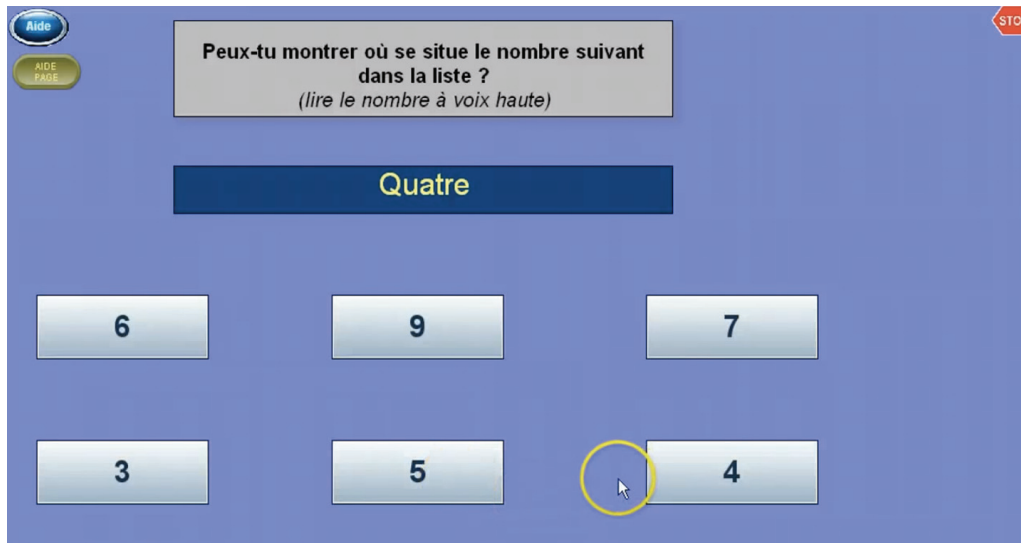 Aide
STO
AIDE
PAGE
Peux-tu montrer où se situe le nombre suivant
dans la liste ?
(lire le nombre à voix haute)
Quatre
6 9 7
3 5 4